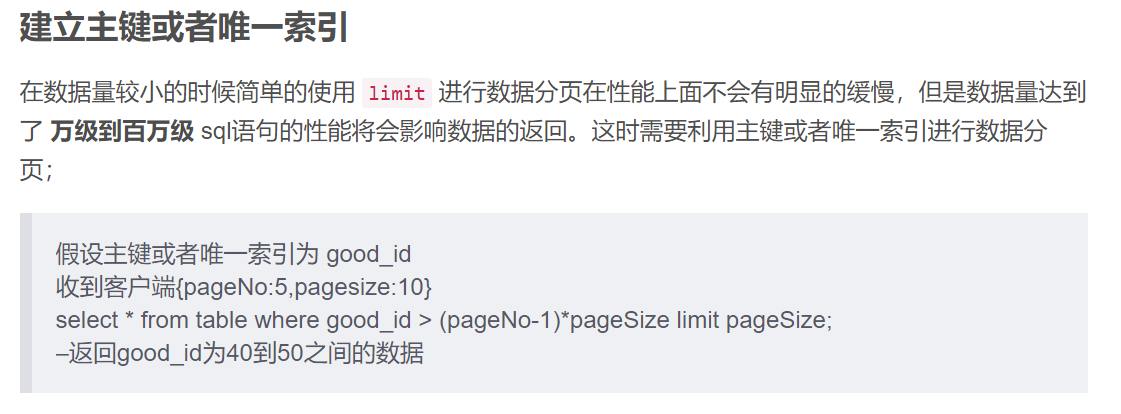 建立主键或者唯一索引
在数据量较小的时候简单的使用 limit 进行数据分页在性能上面不会有明显的缓慢，但是数据量达到
了 万级到百万级 sql语句的性能将会影响数据的返回。这时需要利用主键或者唯一索引进行数据分
页；
假设主键或者唯一索引为 good_id
收到客户端{pageNo:5,pagesize:10}
select * from table where good_id > (pageNo-1)*pageSize limit pageSize;
–返回good_id为40到50之间的数据